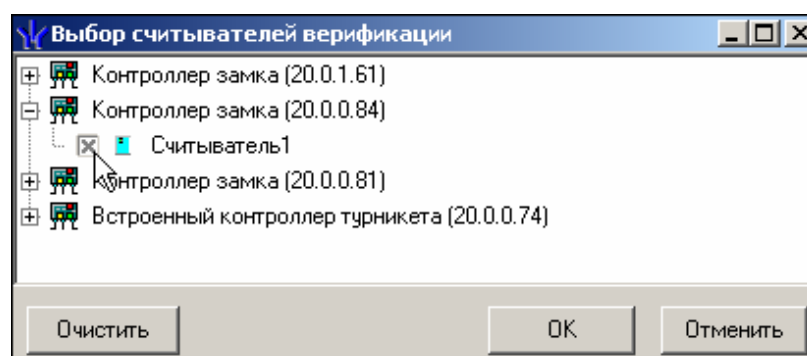 Выбор считывателей верификации
Контроллер замка (20.0.1.61)
Контроллер замка (20.0.0.84)
Считыватель1
Контроллер замка (20.0.0.81)
Встроенный контроллер турникета (20.0.0.74)
Очистить
OK
Отменить